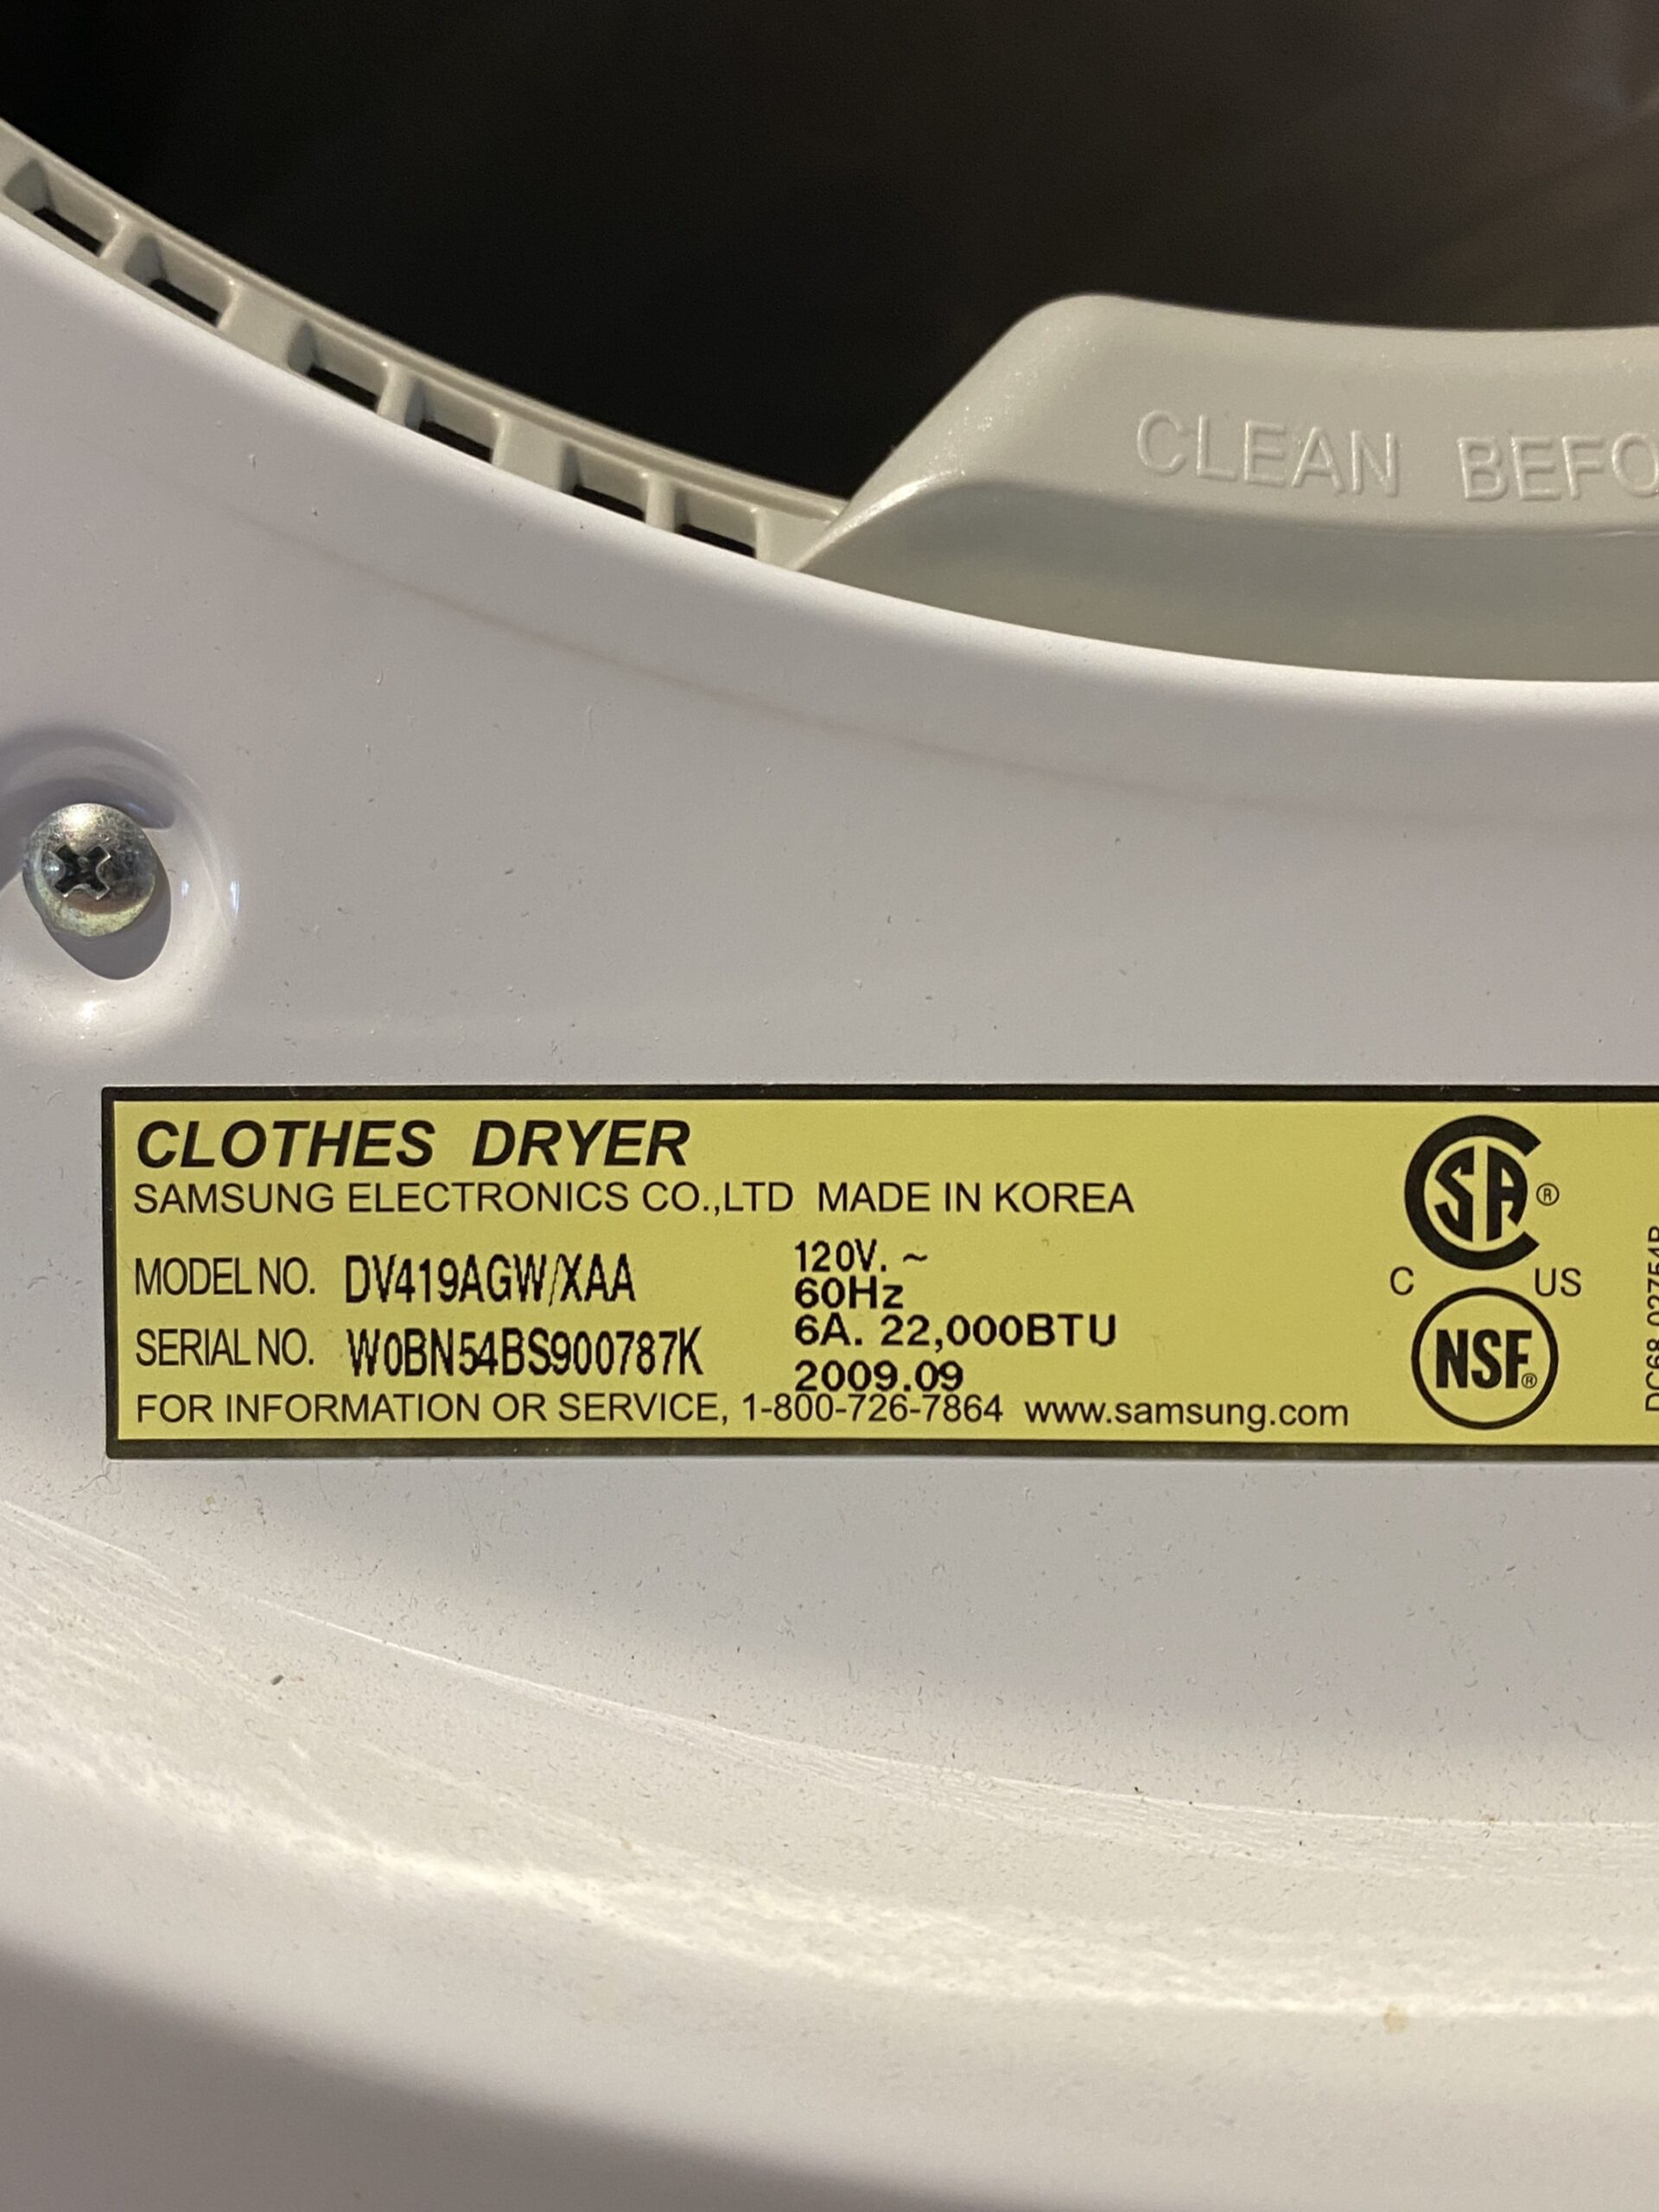 CLEAN BEFO
CLOTHES DRYER
SAMSUNG ELECTRONICS CO.,LTD MADE IN KOREA
MODEL NO. DV419AGW/XAA
SERIAL NO. W0BN54BS900787K
120V. ~
60Hz
6A. 22,000BTU
2009.09
FOR INFORMATION OR SERVICE, 1-800-726-7864 www.samsung.com
SA®
C US
NSF®